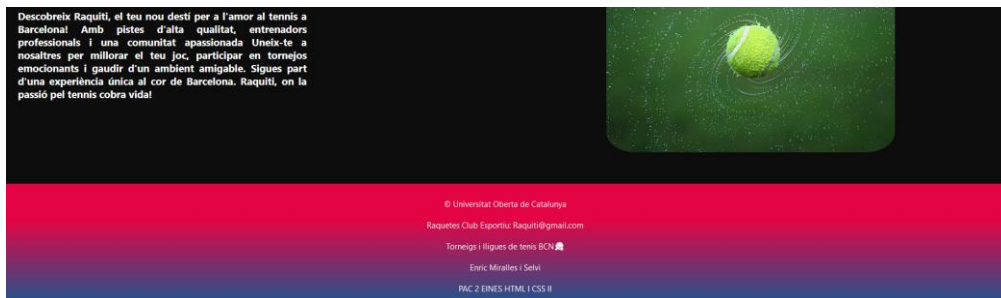 Descobreix Raquiti, el teu nou destí per a l'amor al tennis a
Barcelona! Amb pistes d'alta qualitat, entrenadors
professionals i una comunitat apassionada Uneix-te a
nosaltres per millorar el teu joc, participar en tornejos
emocionants i gaudir d'un ambient amigable. Sigues part
d'una experiència única al cor de Barcelona. Raquiti, on la
passió pel tennis cobra vida!
© Universitat Oberta de Catalunya
Raquetes Club Esportiu: Raquiti@gmail.com
Torneigs i lligues de tenis BCN
Enric Miralles i Selvi
PAC 2 EINES HTML I CSS II